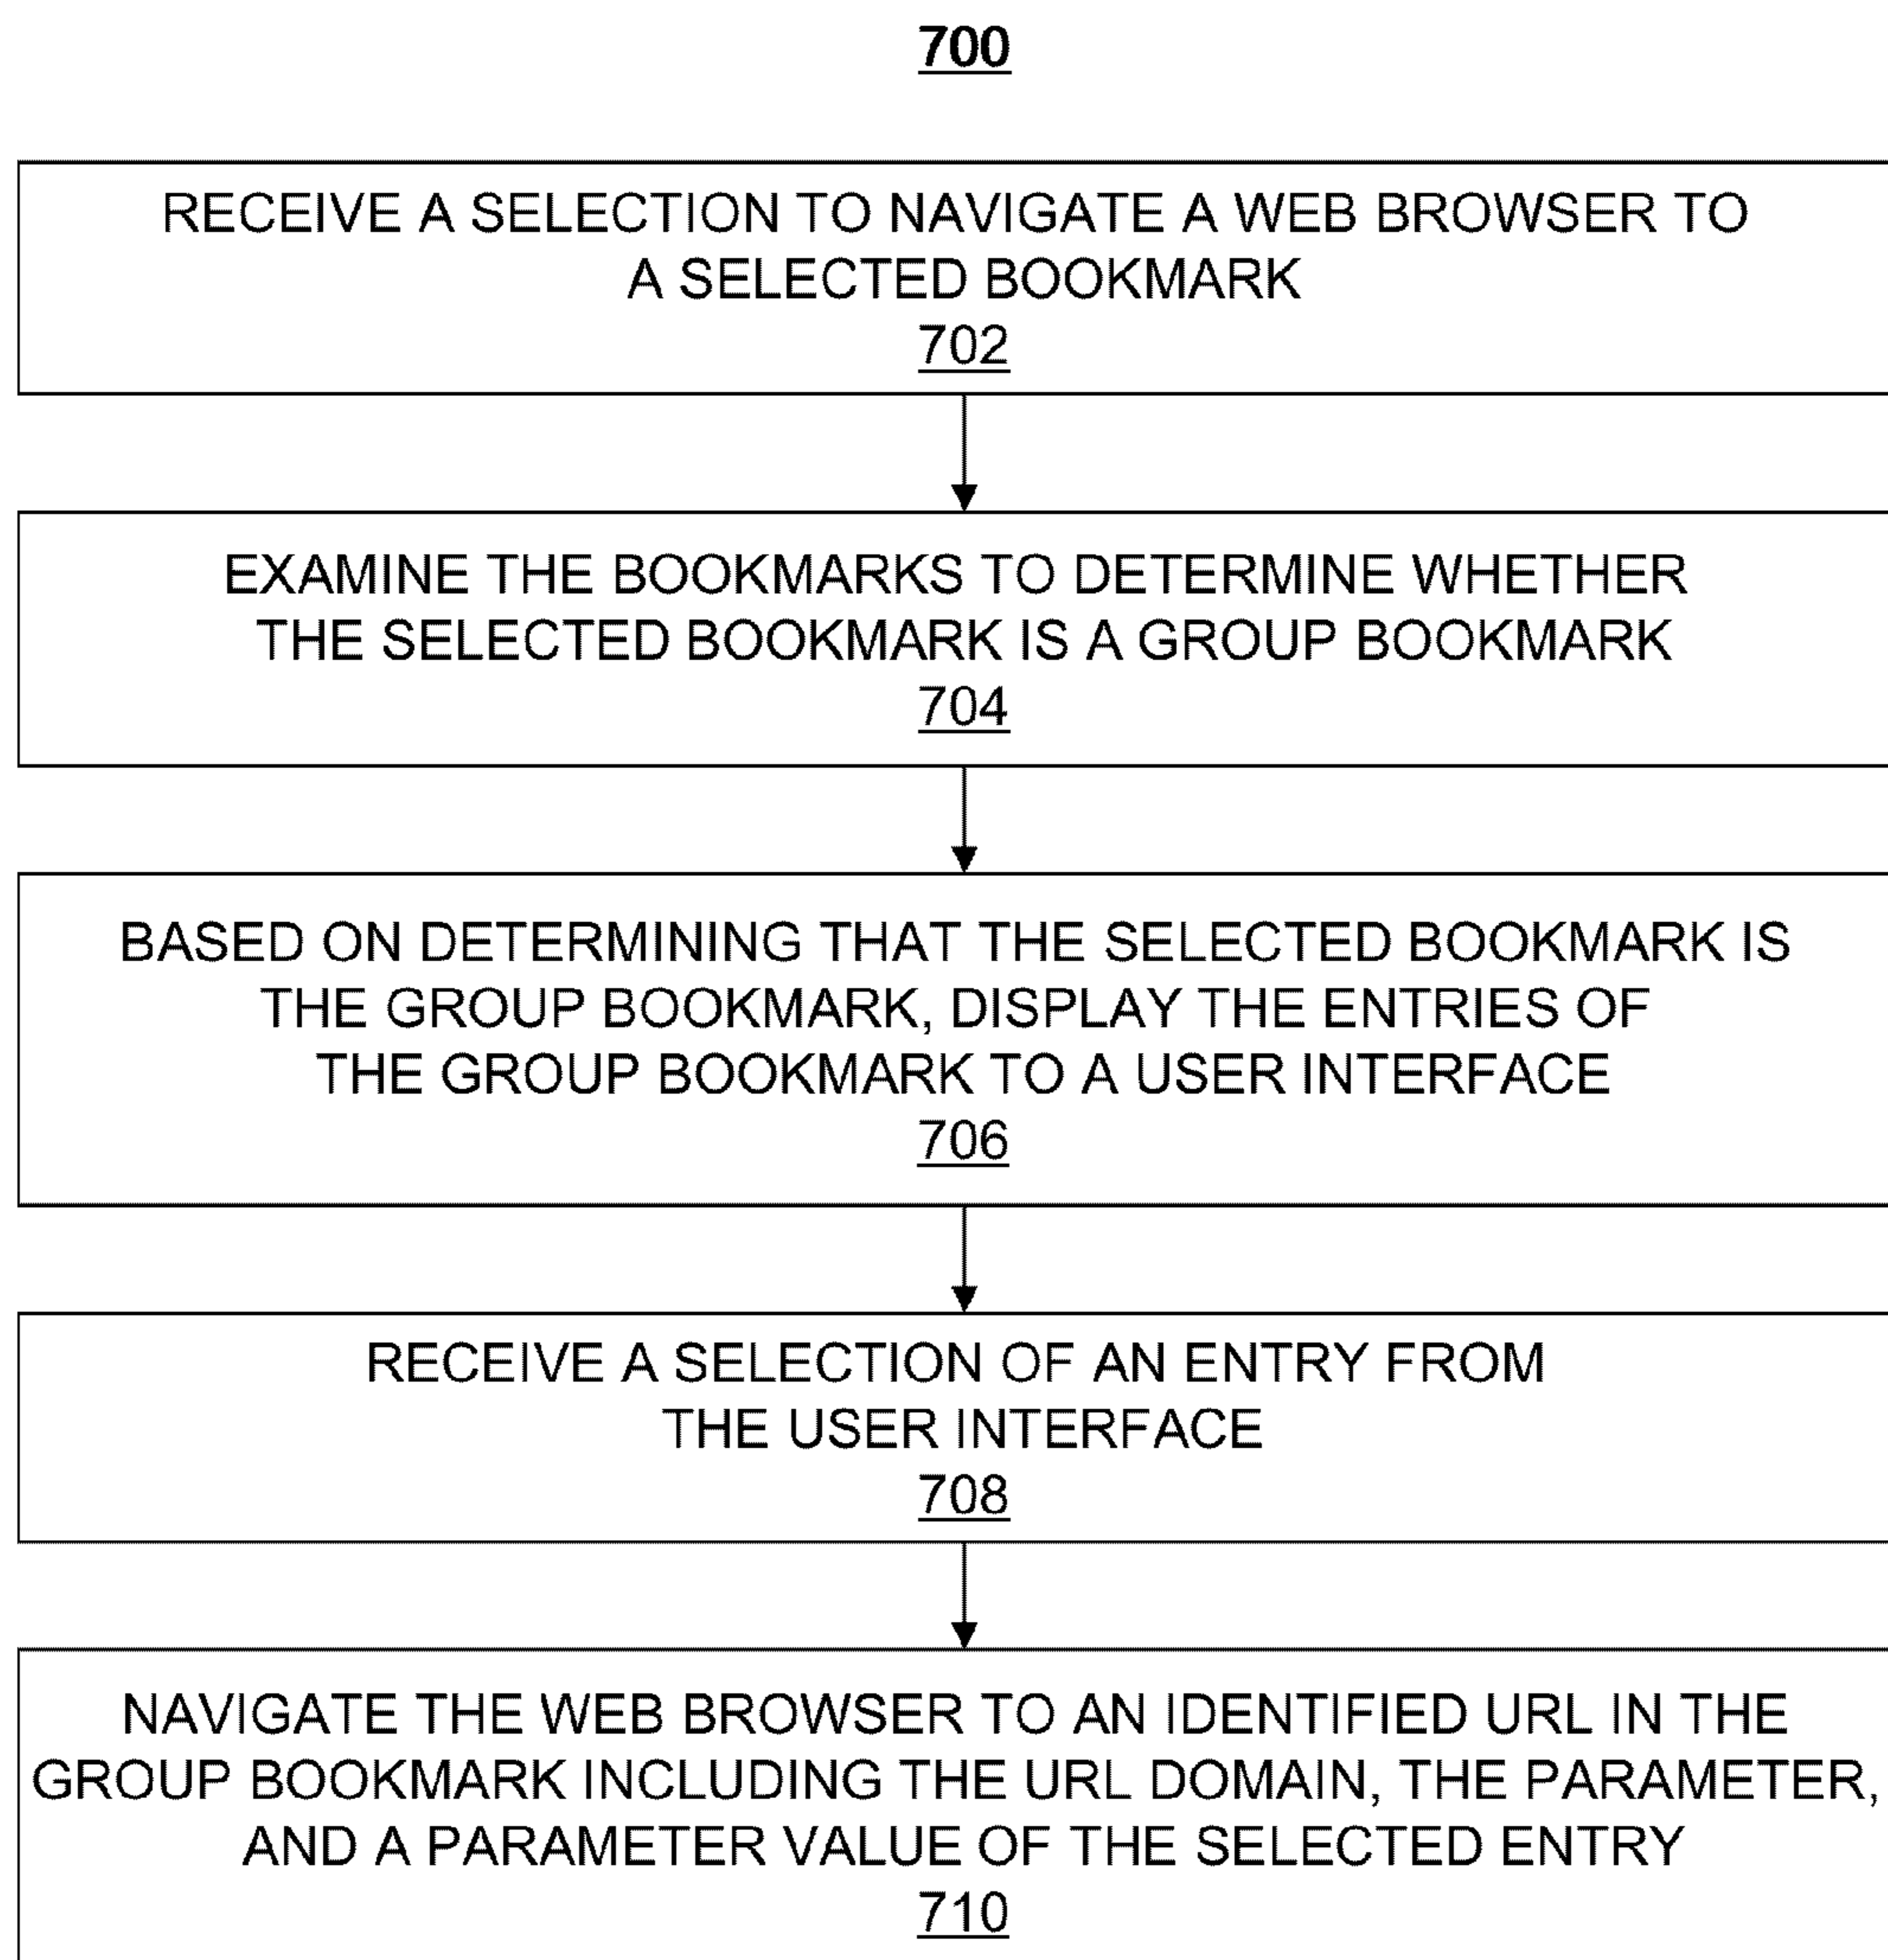 700
RECEIVE A SELECTION TO NAVIGATE A WEB BROWSER TO
A SELECTED BOOKMARK
702
EXAMINE THE BOOKMARKS TO DETERMINE WHETHER
THE SELECTED BOOKMARK IS A GROUP BOOKMARK
704
BASED ON DETERMINING THAT THE SELECTED BOOKMARK IS
THE GROUP BOOKMARK, DISPLAY THE ENTRIES OF
THE GROUP BOOKMARK TO A USER INTERFACE
706
RECEIVE A SELECTION OF AN ENTRY FROM
THE USER INTERFACE
708
NAVIGATE THE WEB BROWSER TO AN IDENTIFIED URL IN THE
GROUP BOOKMARK INCLUDING THE URL DOMAIN, THE PARAMETER,
AND A PARAMETER VALUE OF THE SELECTED ENTRY
710